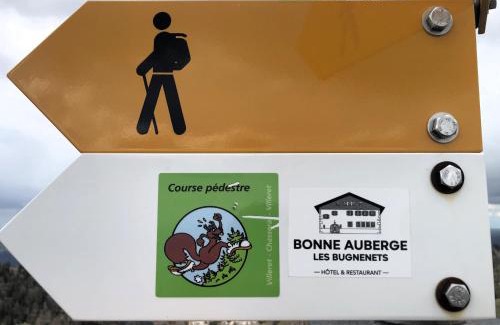 Course pédestre
Villeret - Chasseral - Villeret
BONNE AUBERGE
LES BUGNENETS
— HÔTEL & RESTAURANT —